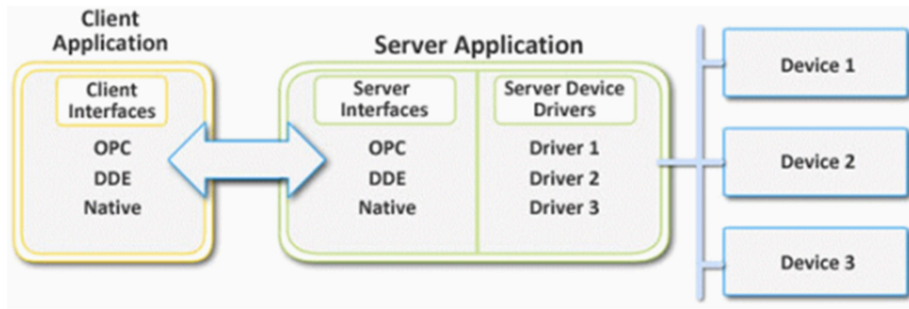 Client
Application
Client
Interfaces
OPC
DDE
Native
Server Application
Server
Interfaces
OPC
DDE
Native
Server Device
Drivers
Driver 1
Driver 2
Driver 3
Device 1
Device 2
Device 3